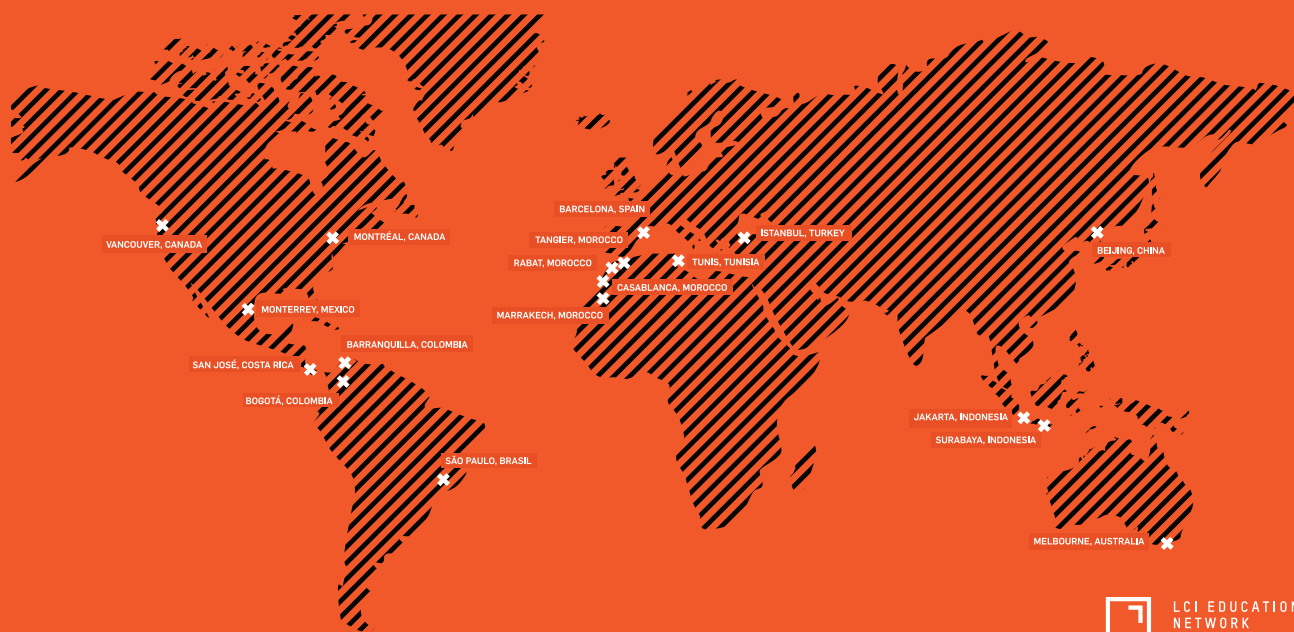 BARCELONA, SPAIN
VANCOUVER, CANADA
MONTRÉAL, CANADA
TANGIER, MOROCCO
İSTANBUL, TURKEY
BEIJING, CHINA
RABAT, MOROCCO
TUNIS, TUNISIA
CASABLANCA, MOROCCO
MONTERREY, MEXICO
MARRAKECH, MOROCCO
BARRANQUILLA, COLOMBIA
SAN JOSÉ, COSTA RICA
BOGOTÁ, COLOMBIA
JAKARTA, INDONESIA
SURABAYA, INDONESIA
SÃO PAULO, BRASIL
MELBOURNE, AUSTRALIA
LCI EDUCATION
NETWORK